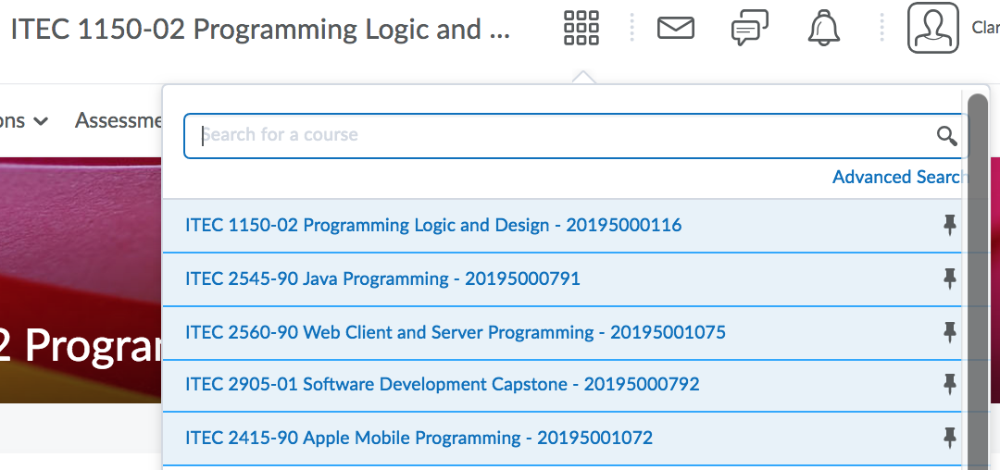 ITEC 1150-02 Programming Logic and ...
Clar
ons
Assessme
Search for a course
Advanced Search
2 Progra
ITEC 1150-02 Programming Logic and Design - 20195000116
ITEC 2545-90 Java Programming - 20195000791
ITEC 2560-90 Web Client and Server Programming - 20195001075
ITEC 2905-01 Software Development Capstone - 20195000792
ITEC 2415-90 Apple Mobile Programming - 20195001072